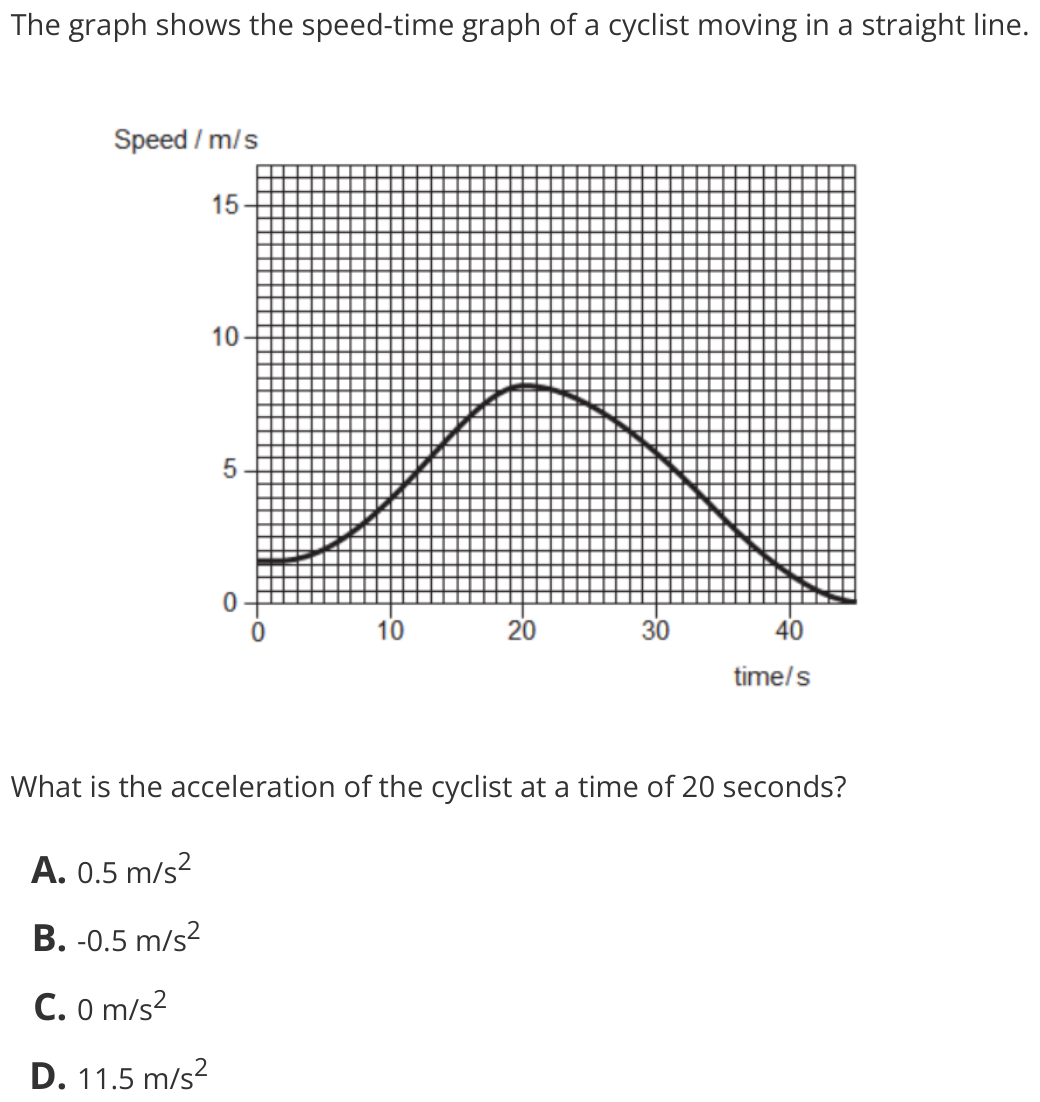 The graph shows the speed-time graph of a cyclist moving in a straight line.
Speed / m/s
15
10
5
0
0 10 20 30 40
time/s
What is the acceleration of the cyclist at a time of 20 seconds?
A. 0.5 m/s²
B. -0.5 m/s²
C. 0 m/s²
D. 11.5 m/s²